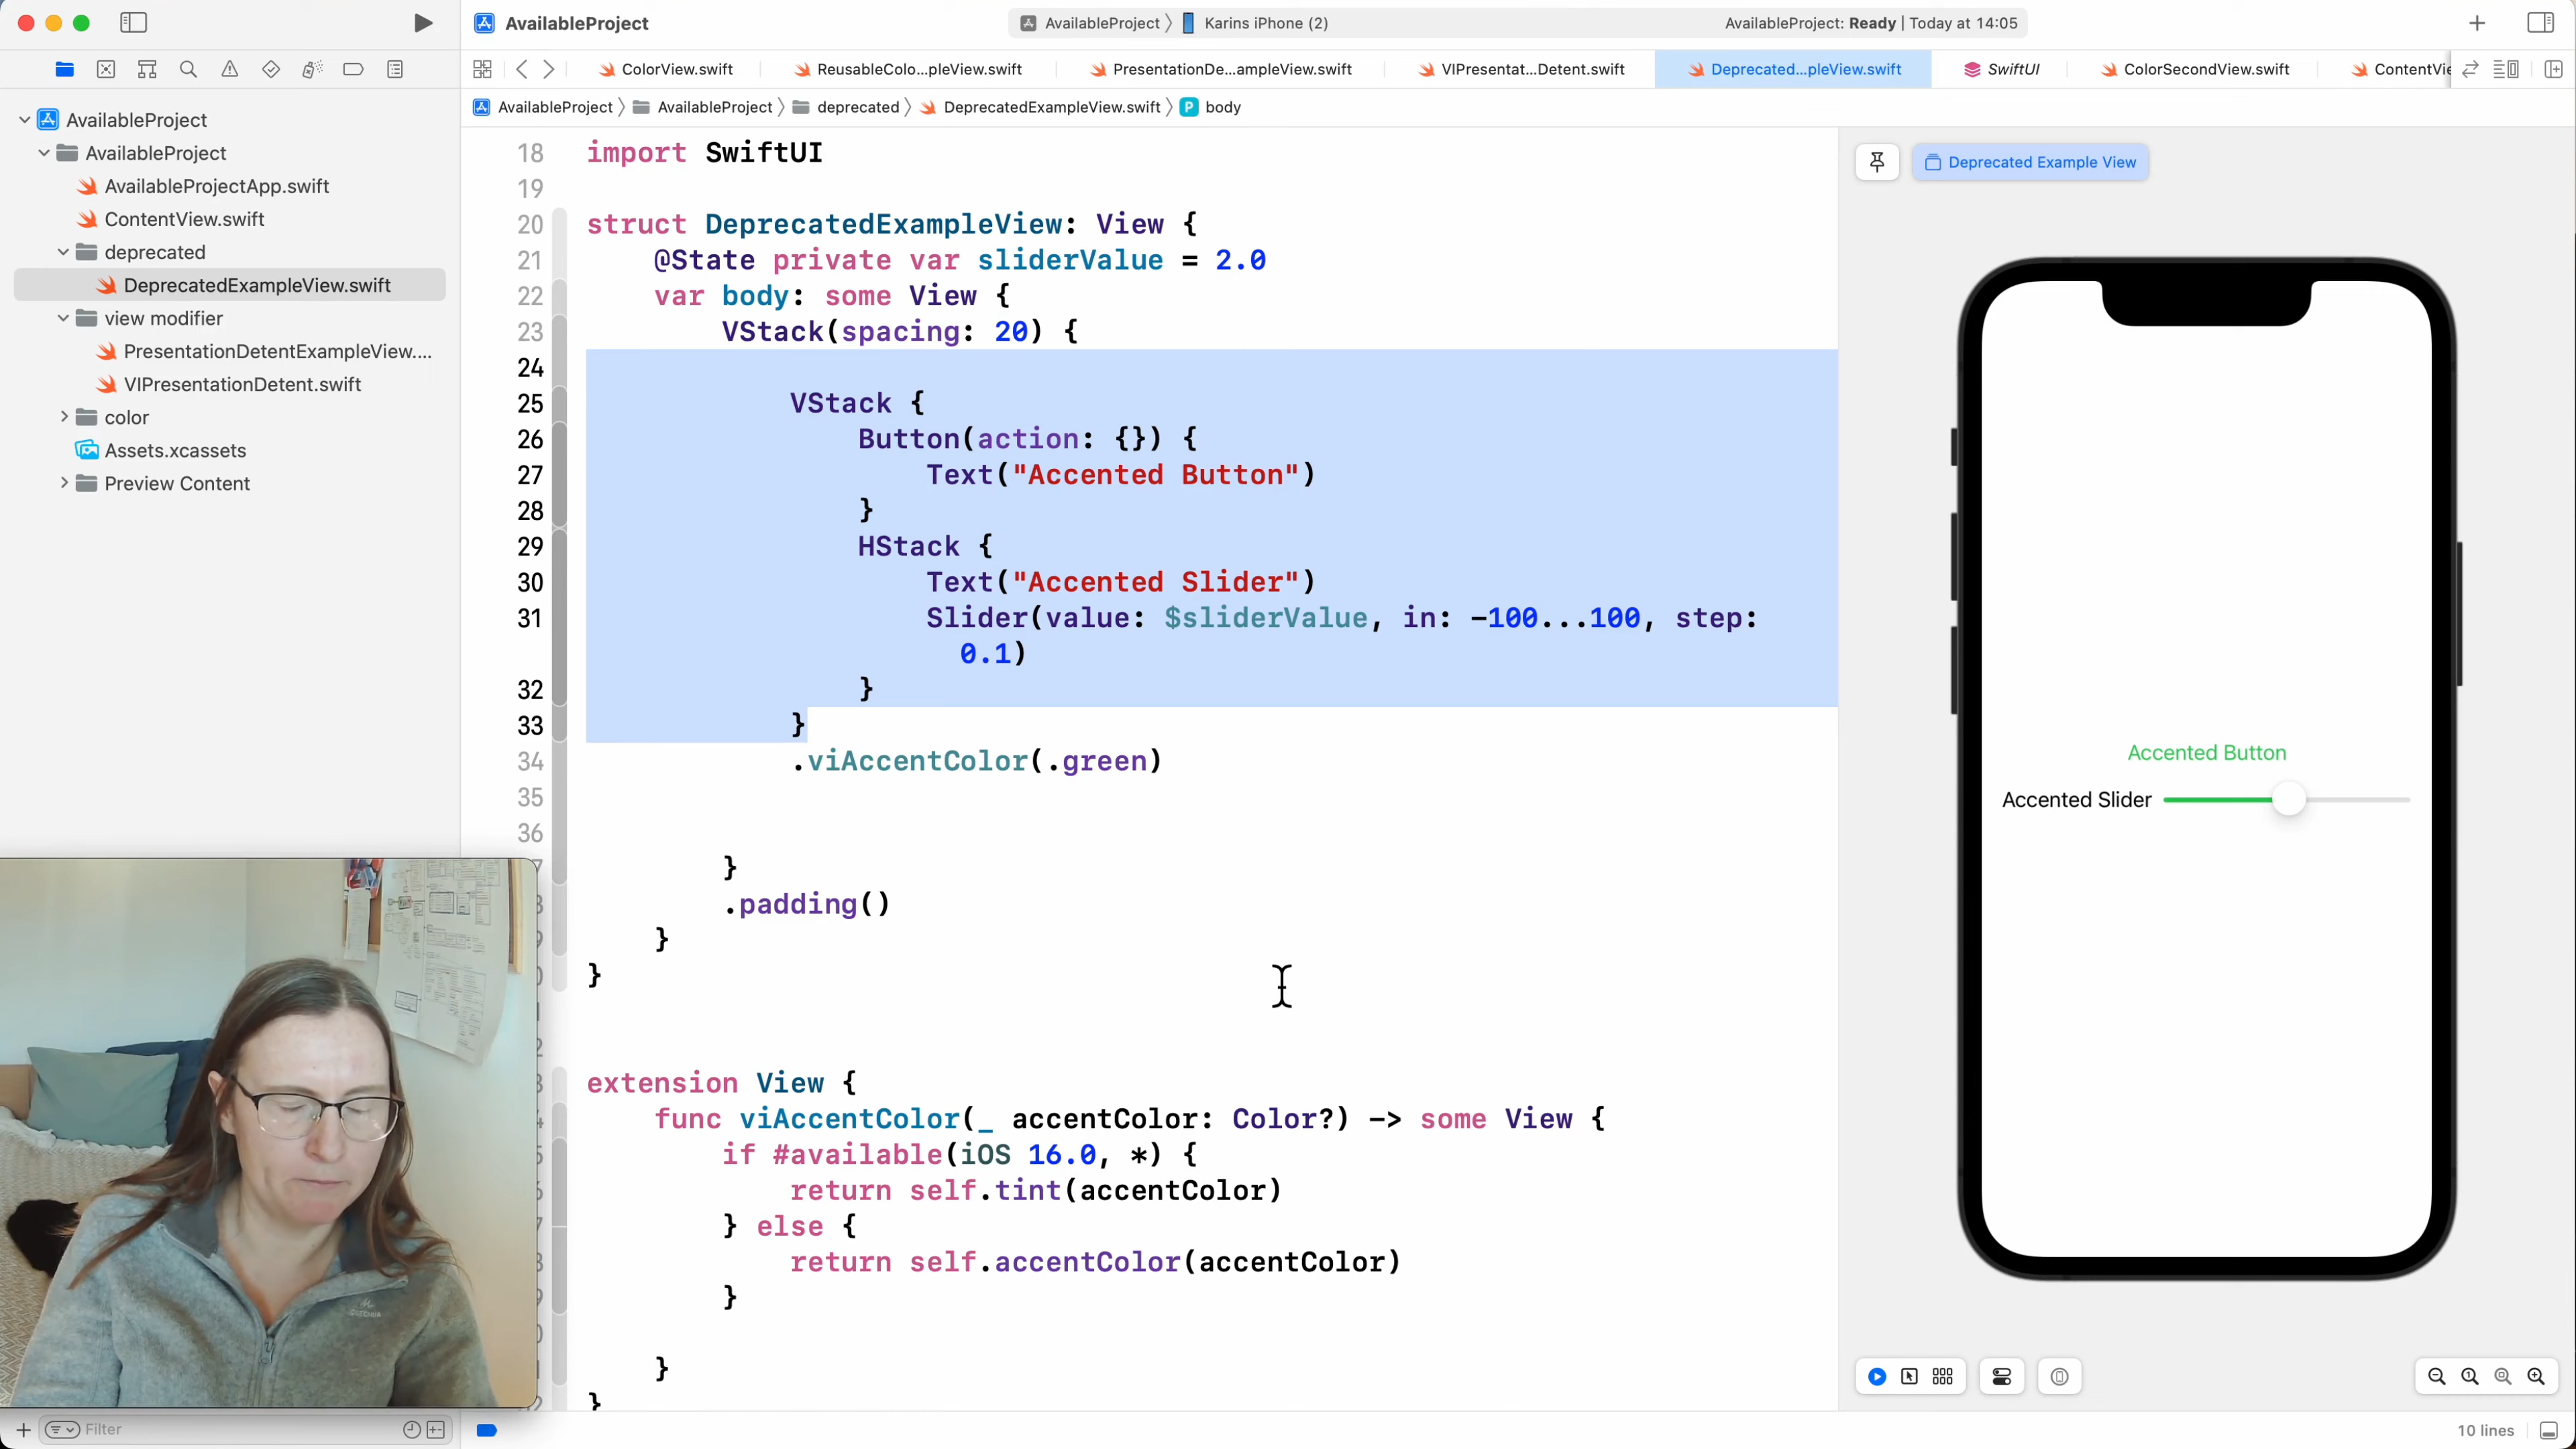 AvailableProject
AvailableProject
Karins iPhone (2)
AvailableProject: Ready | Today at 14:05
ColorView.swift
ReusableColo...pleView.swift
PresentationDe...ampleView.swift
VIPresentat...Detent.swift
Deprecated...pleView.swift
SwiftUI
ColorSecondView.swift
ContentVie
AvailableProject
AvailableProject
deprecated
DeprecatedExampleView.swift
P body
AvailableProject
AvailableProject
AvailableProjectApp.swift
ContentView.swift
deprecated
DeprecatedExampleView.swift
view modifier
PresentationDetentExampleView....
VIPresentationDetent.swift
color
Assets.xcassets
Preview Content
18 import SwiftUI
19
20 struct DeprecatedExampleView: View {
21 @State private var sliderValue = 2.0
22 var body: some View {
23 VStack(spacing: 20) {
24
25 VStack {
26 Button(action: {}) {
27 Text("Accented Button")
28 }
29 HStack {
30 Text("Accented Slider")
31 Slider(value: $sliderValue, in: -100...100, step:
0.1)
32 }
33 }
34 .viAccentColor(.green)
35
36
}
.padding()
}
}
extension View {
func viAccentColor(_ accentColor: Color?) -> some View {
if #available(iOS 16.0, *) {
return self.tint(accentColor)
} else {
return self.accentColor(accentColor)
}
}
}
Deprecated Example View
Accented Button
Accented Slider
Filter
10 lines